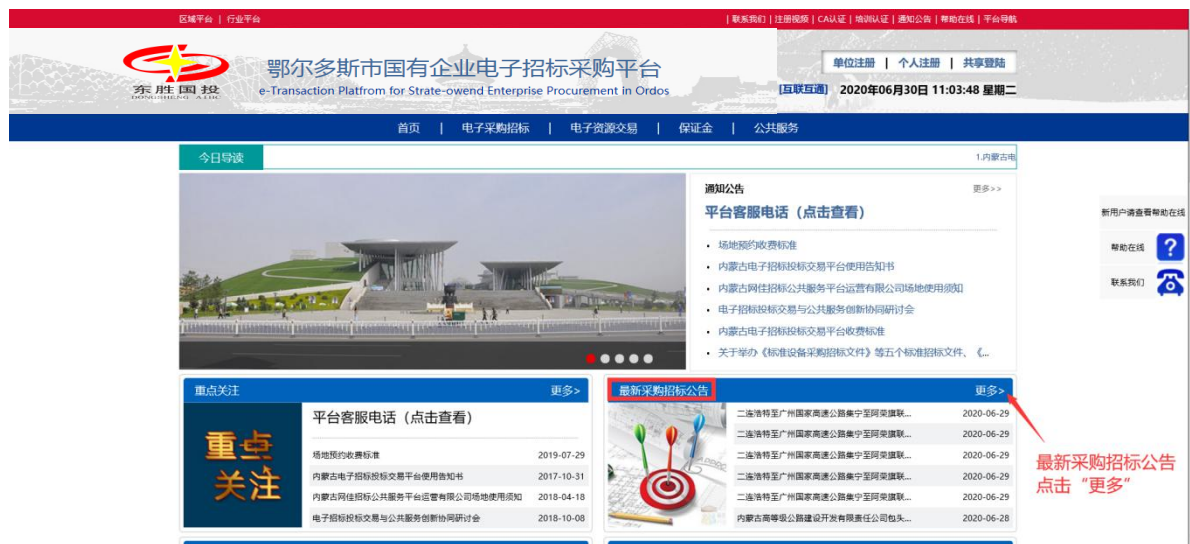 区域平台 | 行业平台
| 联系我们 | 注册视频 | CA认证 | 培训认证 | 通知公告 | 帮助在线 | 平台导航
东胜国投
DONGSHENG AIDC
鄂尔多斯市国有企业电子招标采购平台
e-Transaction Platfrom for Strate-owend Enterprise Procurement in Ordos
单位注册 | 个人注册 | 共享登陆
[互联互通] 2020年06月30日 11:03:48 星期二
首页 | 电子采购招标 | 电子资源交易 | 保证金 | 公共服务
今日导读
1.内蒙古电
通知公告
更多>>
平台客服电话（点击查看）
· 场地预约收费标准
· 内蒙古电子招标投标交易平台使用告知书
· 内蒙古网佳招标公共服务平台运营有限公司场地使用须知
· 电子招标投标交易与公共服务创新协同研讨会
· 内蒙古电子招标投标交易平台收费标准
· 关于举办《标准设备采购招标文件》等五个标准招标文件、《...
新用户请查看帮助在线
帮助在线
?
联系我们
重点关注
更多>
重点
关注
平台客服电话（点击查看）
场地预约收费标准 2019-07-29
内蒙古电子招标投标交易平台使用告知书 2017-10-31
内蒙古网佳招标公共服务平台运营有限公司场地使用须知 2018-04-18
电子招标投标交易与公共服务创新协同研讨会 2018-10-08
最新采购招标公告
更多>
二连浩特至广州国家高速公路集宁至阿荣旗联... 2020-06-29
二连浩特至广州国家高速公路集宁至阿荣旗联... 2020-06-29
二连浩特至广州国家高速公路集宁至阿荣旗联... 2020-06-29
二连浩特至广州国家高速公路集宁至阿荣旗联... 2020-06-29
二连浩特至广州国家高速公路集宁至阿荣旗联... 2020-06-29
内蒙古高等级公路建设开发有限责任公司包头... 2020-06-28
最新采购招标公告
点击“更多”